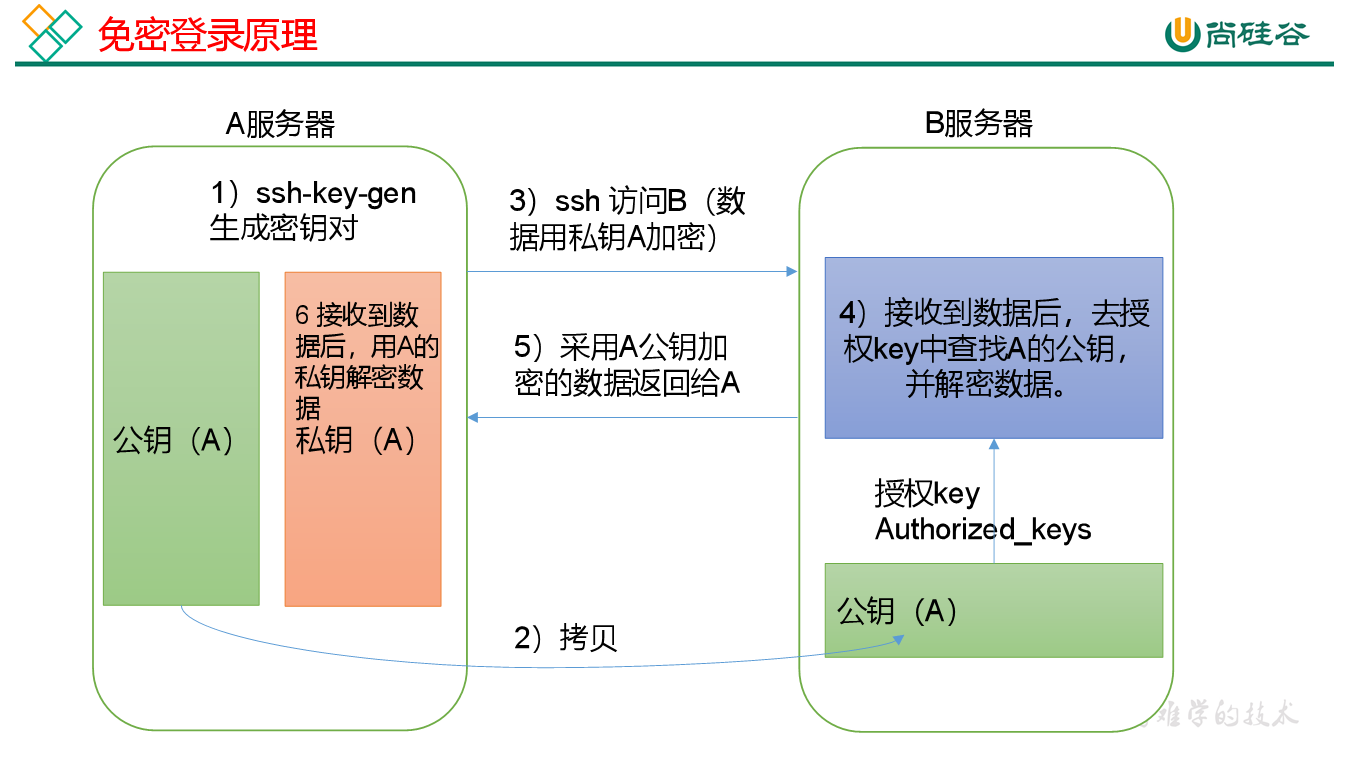 免密登录原理
尚硅谷
A服务器
B服务器
1）ssh-key-gen
生成密钥对
公钥（A）
6 接收到数
据后，用A的
私钥解密数
据
私钥（A）
3）ssh 访问B（数
据用私钥A加密）
4）接收到数据后，去授
权key中查找A的公钥，
并解密数据。
5）采用A公钥加
密的数据返回给A
授权key
Authorized_keys
公钥（A）
2）拷贝
难学的技术